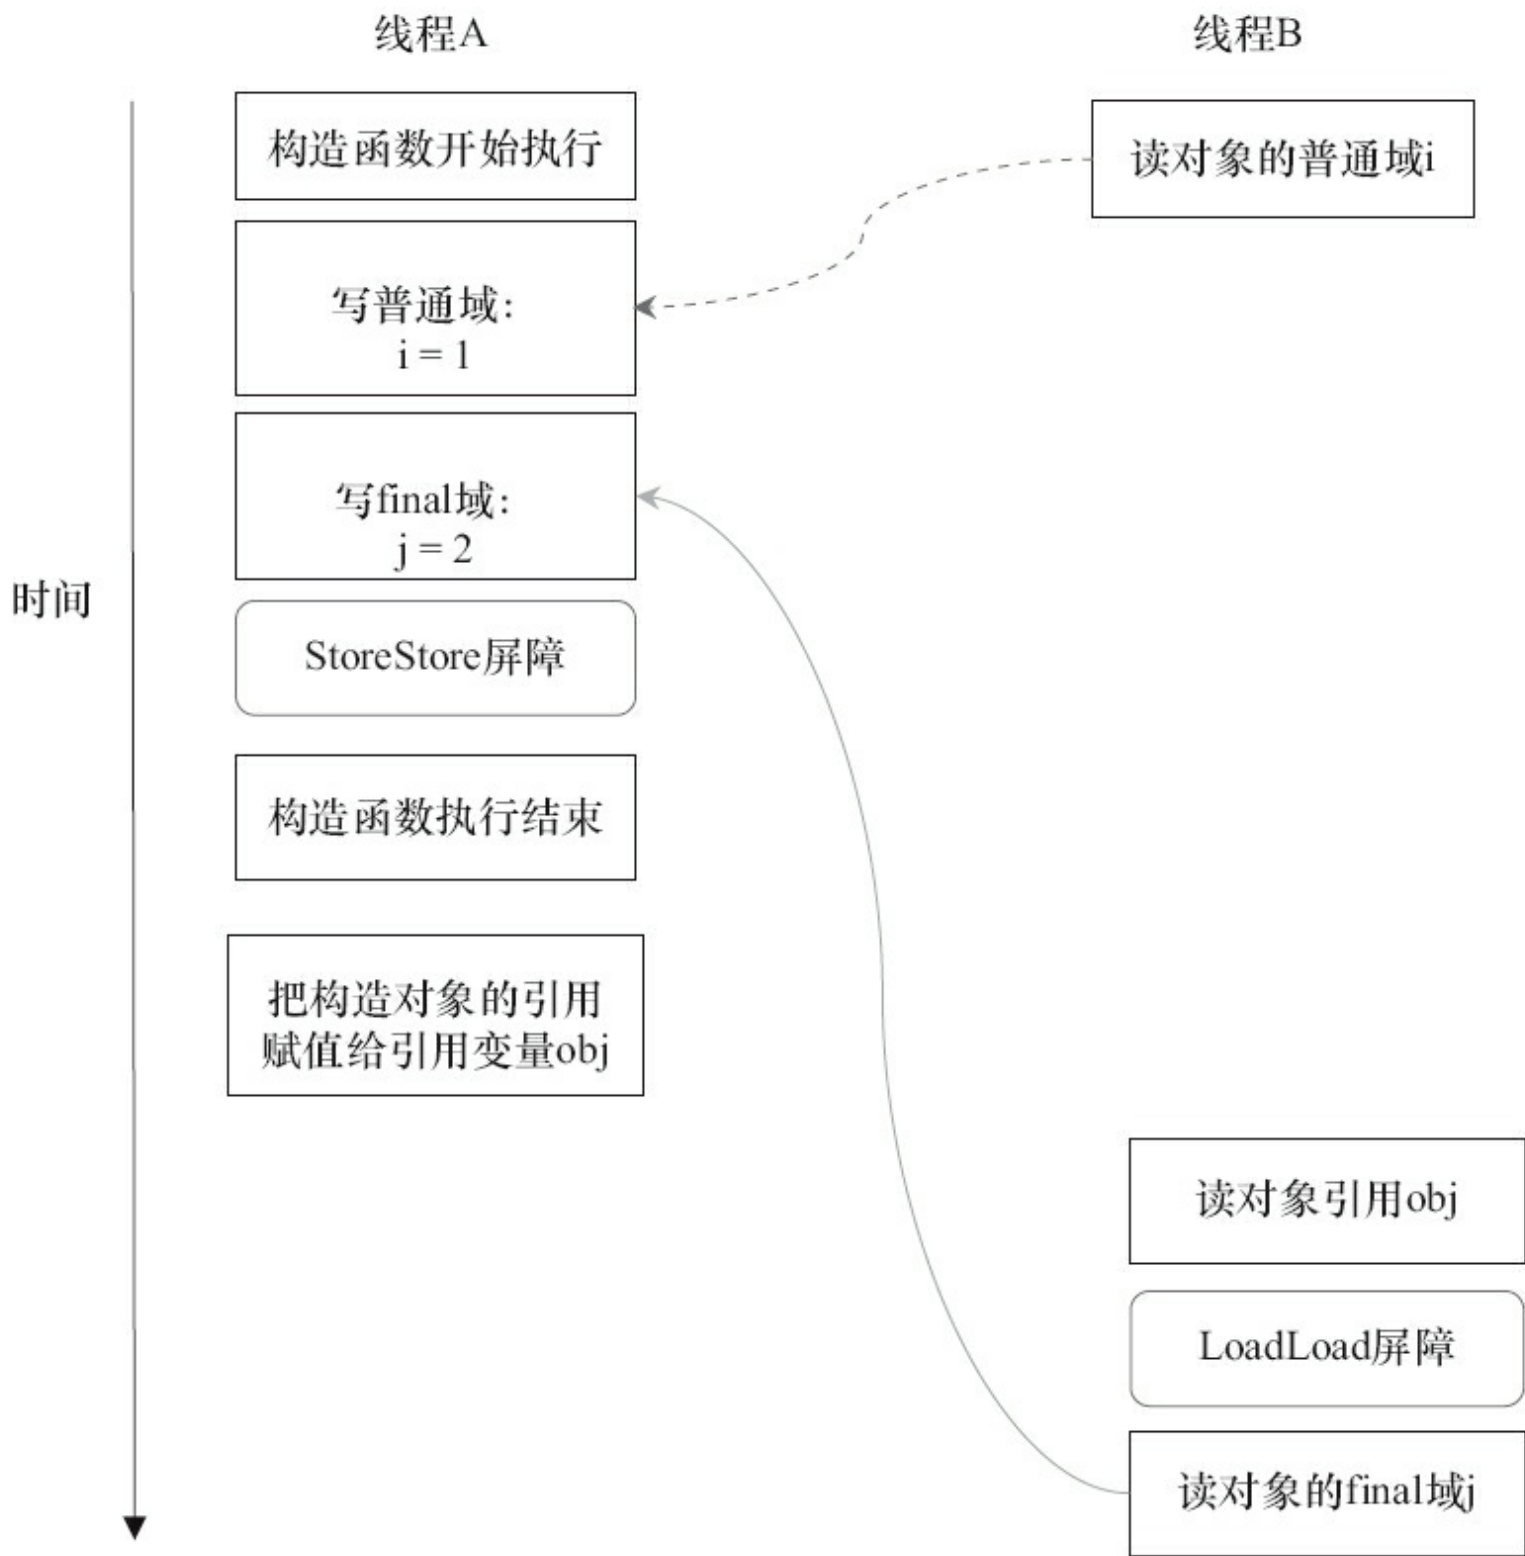 线程A
线程B
构造函数开始执行
读对象的普通域i
写普通域：
i = 1
写final域：
j = 2
时间
StoreStore屏障
构造函数执行结束
把构造对象的引用
赋值给引用变量obj
读对象引用obj
LoadLoad屏障
读对象的final域j